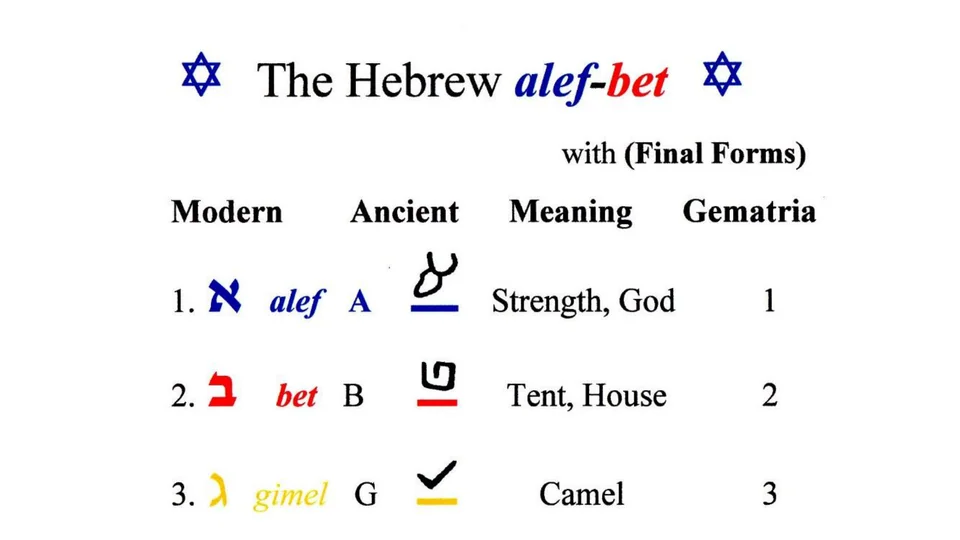 The Hebrew alef-bet
with (Final Forms)
Modern Ancient Meaning Gematria
1. א alef A Strength, God 1
2. ב bet B Tent, House 2
3. ג gimel G Camel 3